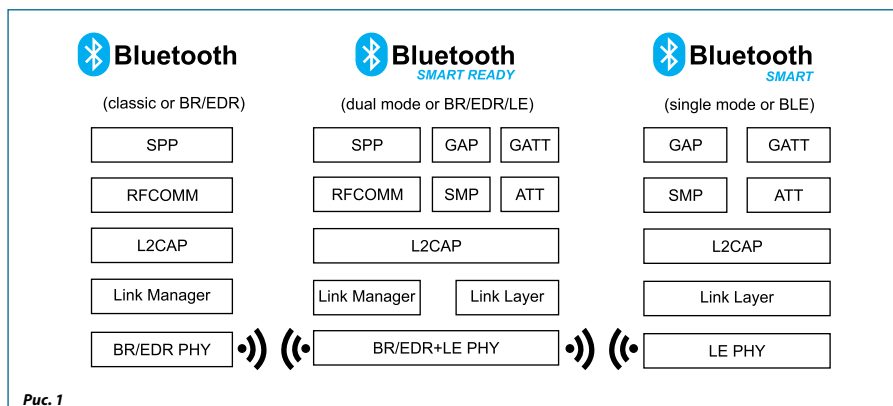 Bluetooth Bluetooth Bluetooth
SMART READY SMART
(classic or BR/EDR) (dual mode or BR/EDR/LE) (single mode or BLE)
SPP SPP GAP GATT GAP GATT
RFCOMM RFCOMM SMP ATT SMP ATT
L2CAP L2CAP L2CAP
Link Manager Link Manager Link Layer Link Layer
BR/EDR PHY BR/EDR+LE PHY LE PHY
Рис. 1